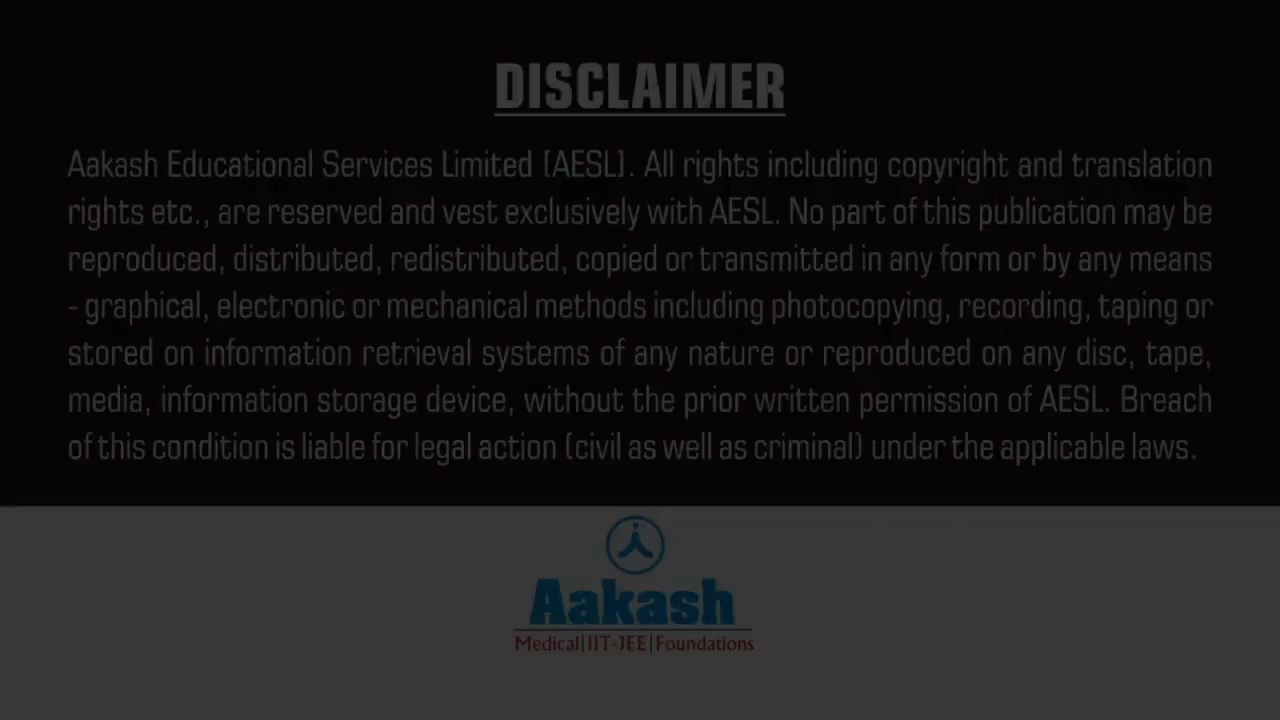 DISCLAIMER
Aakash Educational Services Limited [AESL]. All rights including copyright and translation
rights etc., are reserved and vest exclusively with AESL. No part of this publication may be
reproduced, distributed, redistributed, copied or transmitted in any form or by any means
- graphical, electronic or mechanical methods including photocopying, recording, taping or
stored on information retrieval systems of any nature or reproduced on any disc, tape,
media, information storage device, without the prior written permission of AESL. Breach
of this condition is liable for legal action (civil as well as criminal) under the applicable laws.
Aakash
Medical|IIT-JEE|Foundations